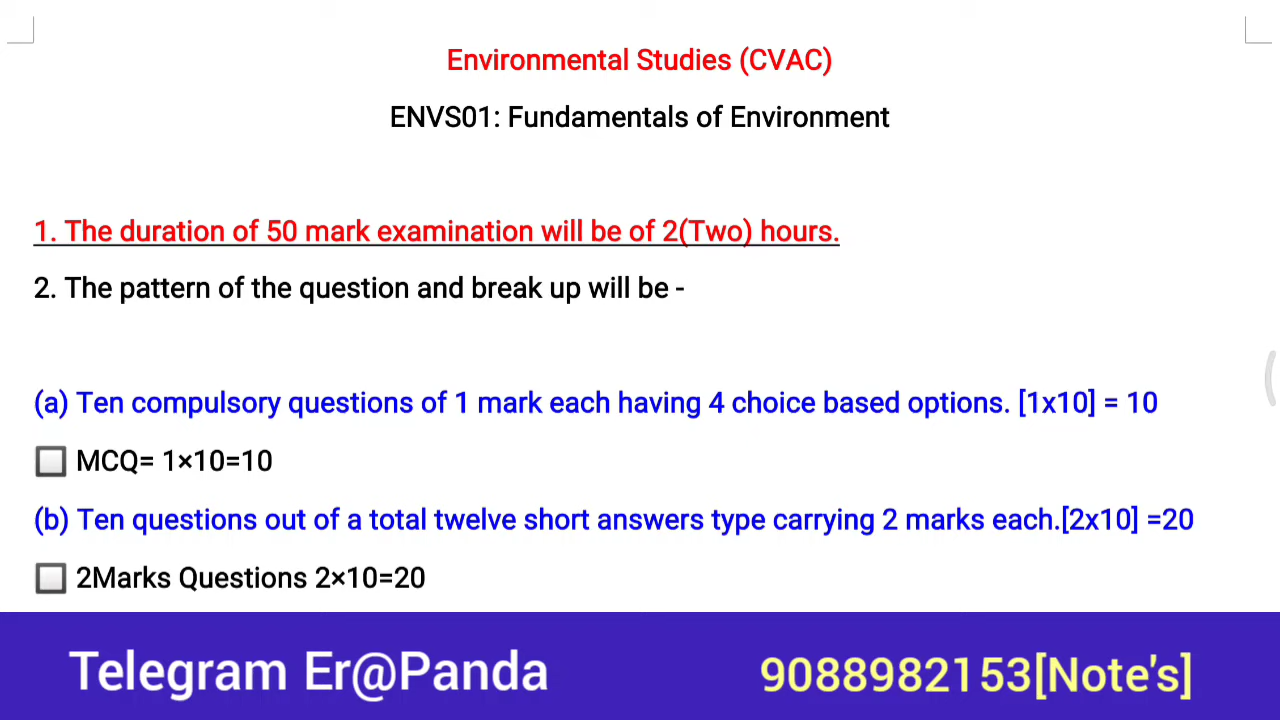 Environmental Studies (CVAC)
ENVS01: Fundamentals of Environment
1. The duration of 50 mark examination will be of 2(Two) hours.
2. The pattern of the question and break up will be -
(a) Ten compulsory questions of 1 mark each having 4 choice based options. [1x10] = 10
MCQ= 1×10=10
(b) Ten questions out of a total twelve short answers type carrying 2 marks each.[2x10] =20
2Marks Questions 2×10=20
Telegram Er@Panda
9088982153[Note's]